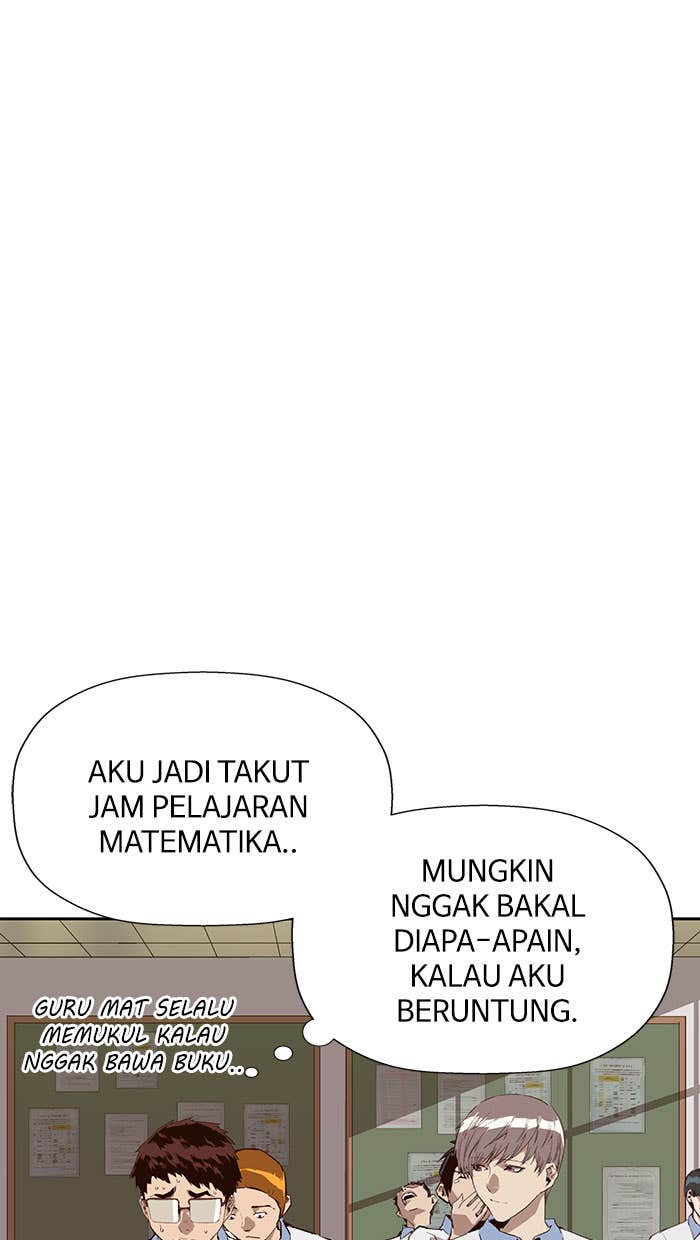 AKU JADI TAKUT
JAM PELAJARAN
MATEMATIKA..
MUNGKIN
NGGAK BAKAL
DIAPA-APAIN,
KALAU AKU
BERUNTUNG.
GURU MAT SELALU
MEMUKUL KALAU
NGGAK BAWA BUKU..